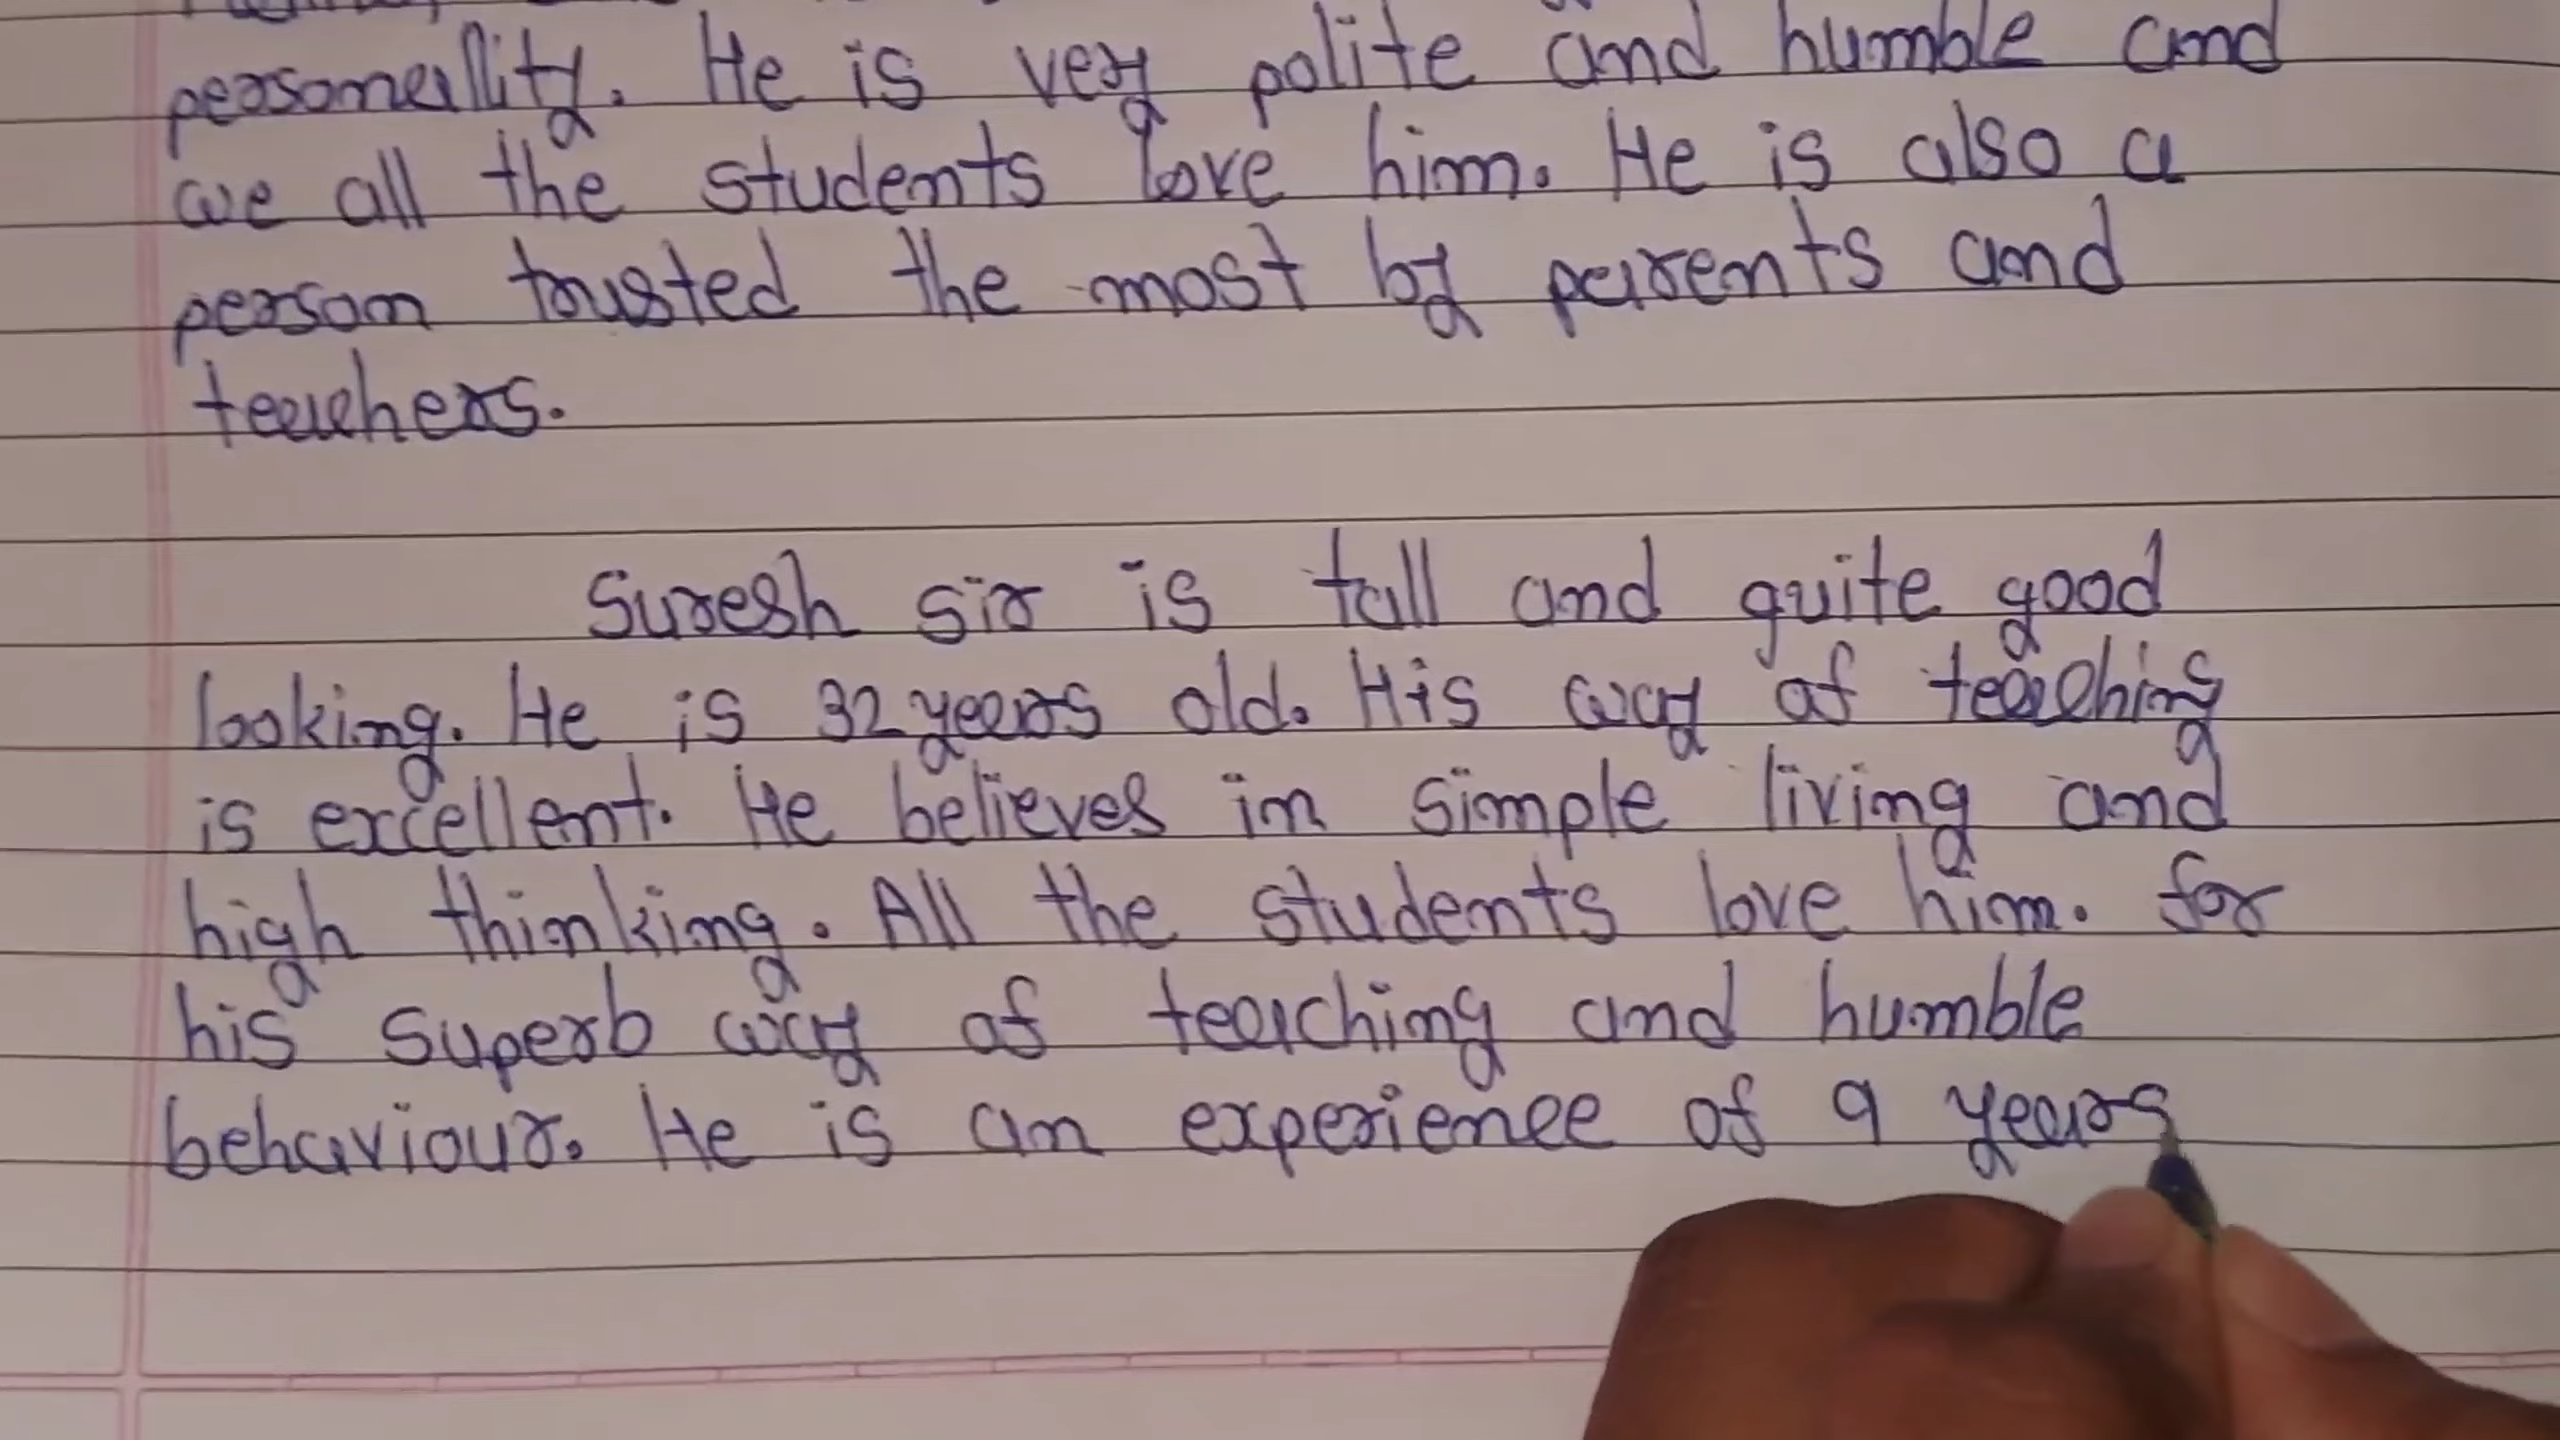 personallity. He is very polite and humble and
we all the students love him. He is also a
person trusted the most by parents and
teachers.
Suresh sir is tall and quite good
looking. He is 32 years old. His way of teaching
is excellent. He believes in simple living and
high thinking. All the students love him. for
his superb way of teaching and humble
behaviour. He is an experience of 9 years